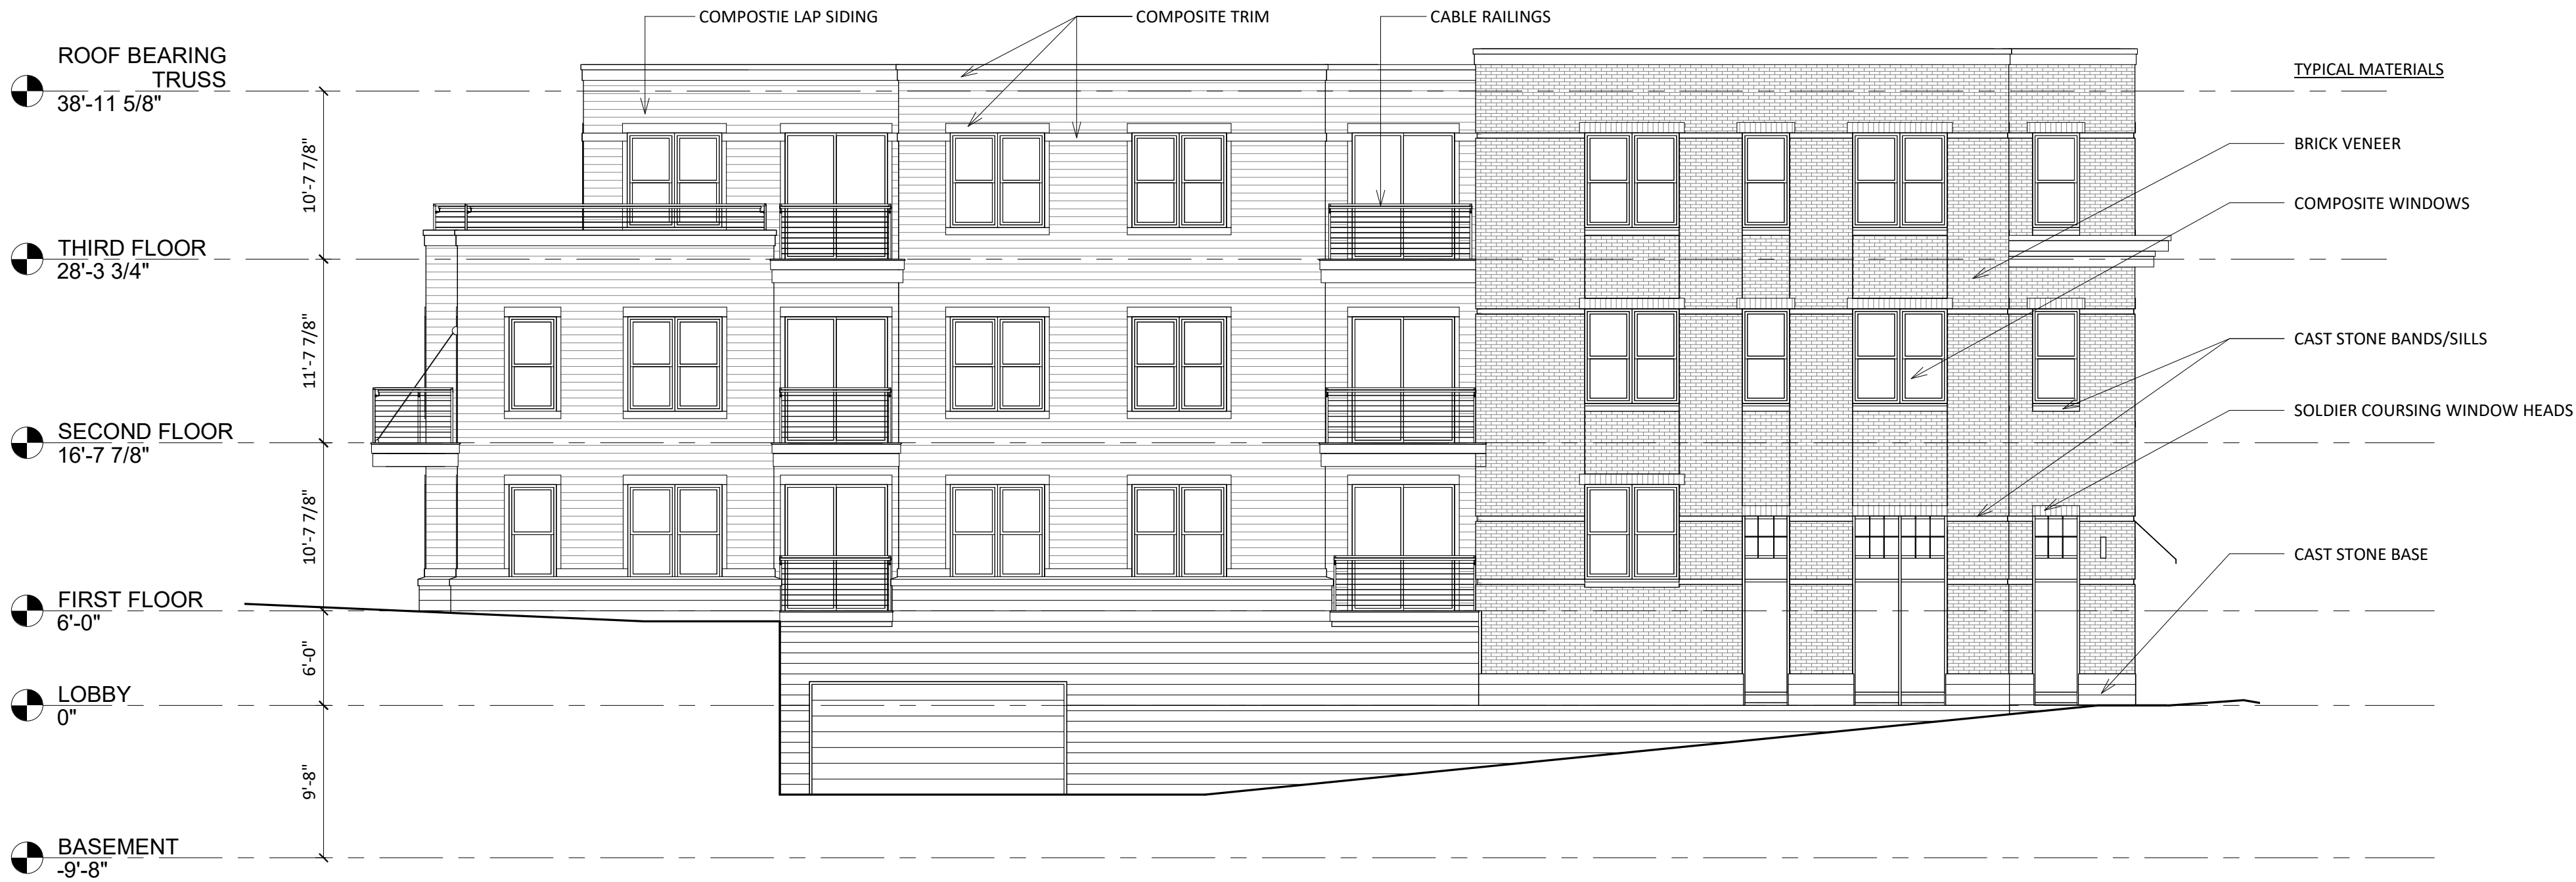 COMPOSTIE LAP SIDING
COMPOSITE TRIM
CABLE RAILINGS
ROOF BEARING
TRUSS
38'-11 5/8"
TYPICAL MATERIALS
10'-7 7/8"
BRICK VENEER
COMPOSITE WINDOWS
THIRD FLOOR
28'-3 3/4"
11'-7 7/8"
CAST STONE BANDS/SILLS
SOLDIER COURSING WINDOW HEADS
SECOND FLOOR
16'-7 7/8"
10'-7 7/8"
CAST STONE BASE
FIRST FLOOR
6'-0"
6'-0"
LOBBY
0"
9'-8"
BASEMENT
-9'-8"